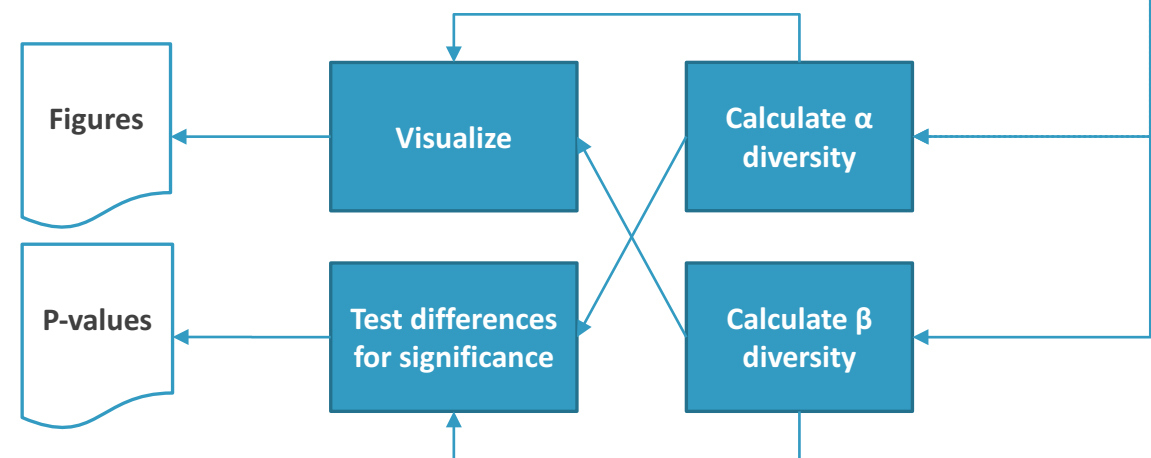 Figures
Visualize
Calculate α
diversity
P-values
Test differences
for significance
Calculate β
diversity